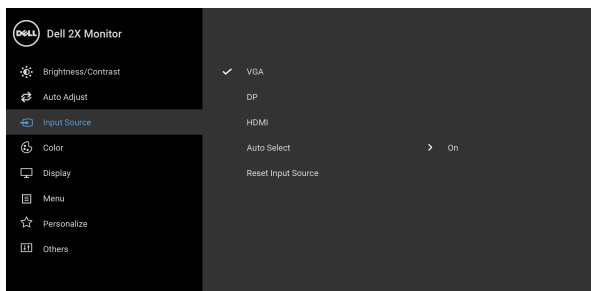 DELL Dell 2X Monitor
Brightness/Contrast
Auto Adjust
Input Source
Color
Display
Menu
Personalize
Others
VGA
DP
HDMI
Auto Select On
Reset Input Source